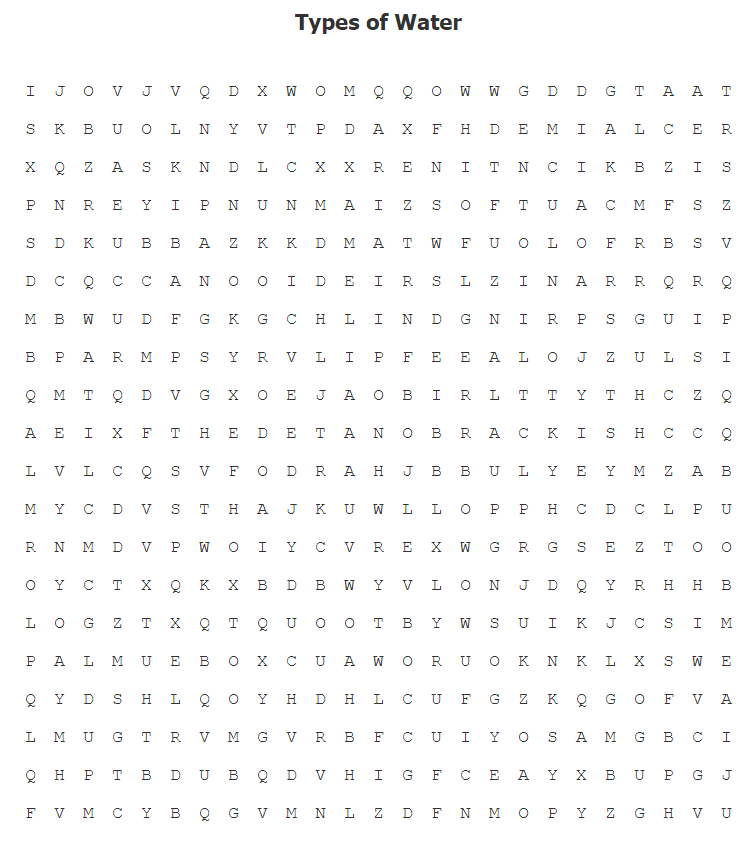 Types of Water
I J O V J V Q D X W O M Q Q O W W G D D G T A A T
S K B U O L N Y V T P D A X F H D E M I A L C E R
X Q Z A S K N D L C X X R E N I T N C I K B Z I S
P N R E Y I P N U N M A I Z S O F T U A C M F S Z
S D K U B B A Z K K D M A T W F U O L O F R B S V
D C Q C C A N O O I D E I R S L Z I N A R R Q R Q
M B W U D F G K G C H L I N D G N I R P S G U I P
B P A R M P S Y R V L I P F E E A L O J Z U L S I
Q M T Q D V G X O E J A O B I R L T T Y T H C Z Q
A E I X F T H E D E T A N O B R A C K I S H C C Q
L V L C Q S V F O D R A H J B B U L Y E Y M Z A B
M Y C D V S T H A J K U W L L O P P H C D C L P U
R N M D V P W O I Y C V R E X W G R G S E Z T O O
O Y C T X Q K X B D B W Y V L O N J D Q Y R H H B
L O G Z T X Q T Q U O O T B Y W S U I K J C S I M
P A L M U E B O X C U A W O R U O K N K L X S W E
Q Y D S H L Q O Y H D H L C U F G Z K Q G O F V A
L M U G T R V M G V R B F C U I Y O S A M G B C I
Q H P T B D U B Q D V H I G F C E A Y X B U P G J
F V M C Y B Q G V M N L Z D F N M O P Y Z G H V U